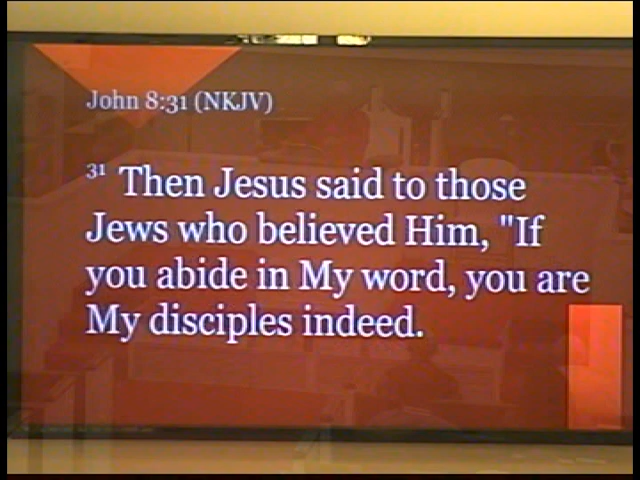 John 8:31 (NKJV)
31 Then Jesus said to those
Jews who believed Him, "If
you abide in My word, you are
My disciples indeed.